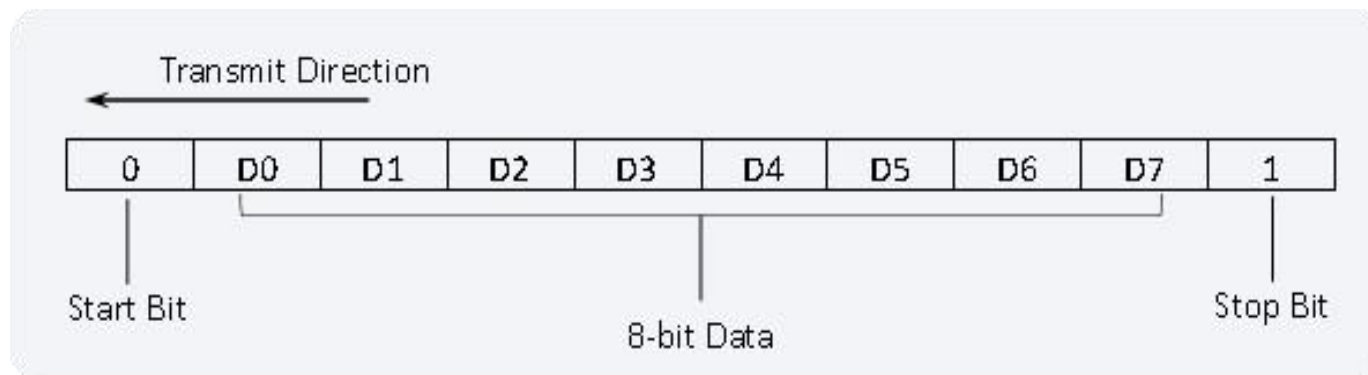 Transmit Direction
0 D0 D1 D2 D3 D4 D5 D6 D7 1
Start Bit
Stop Bit
8-bit Data